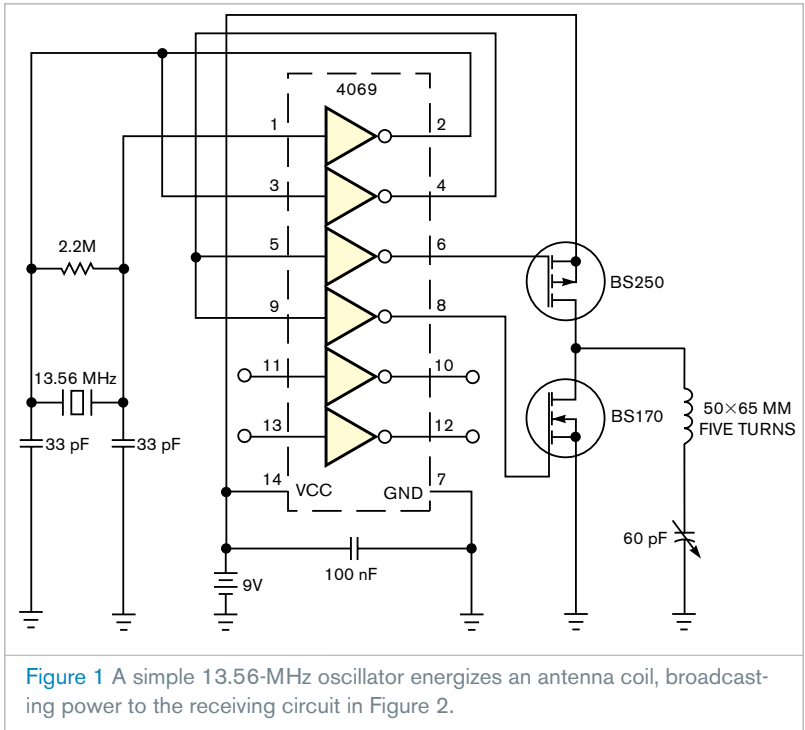 4069
1
2
3
4
5
6
9
8
11
10
13
12
14
VCC
GND
7
2.2M
13.56 MHz
33 pF
33 pF
100 nF
9V
BS250
BS170
50×65 MM
FIVE TURNS
60 pF
Figure 1 A simple 13.56-MHz oscillator energizes an antenna coil, broadcast-
ing power to the receiving circuit in Figure 2.